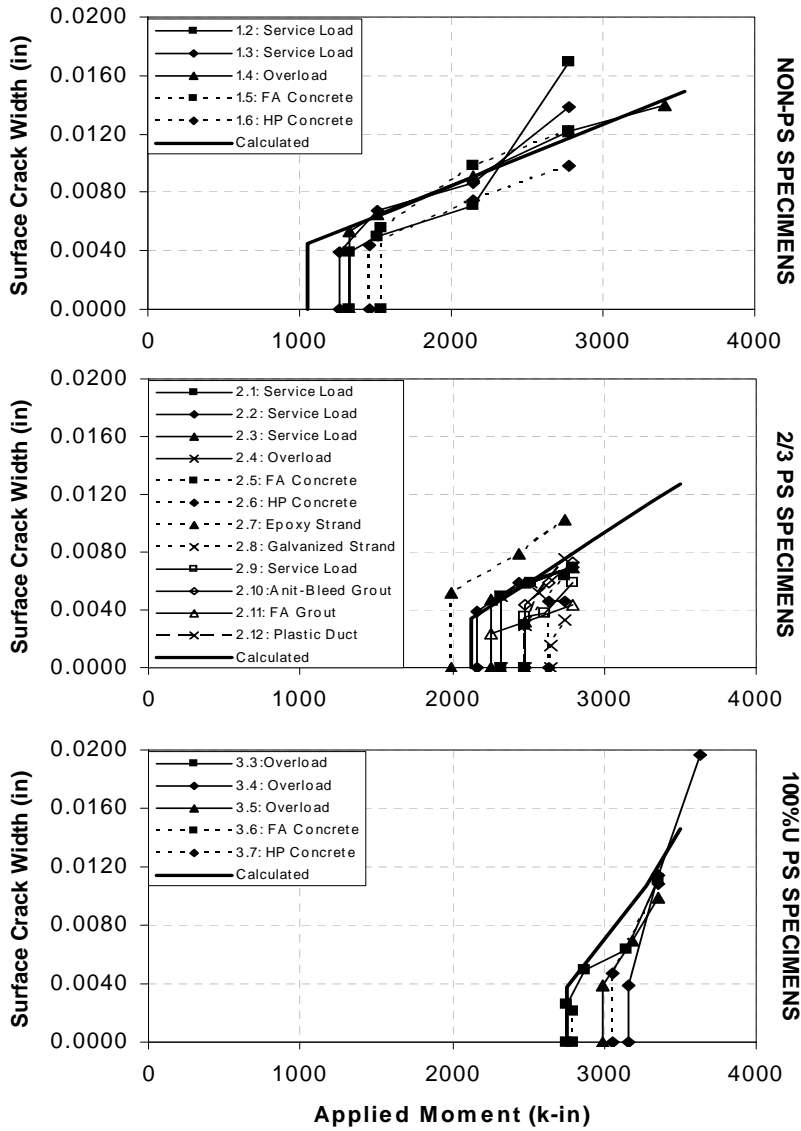 0.0200
0.0160
0.0120
0.0080
0.0040
0.0000
Surface Crack Width (in)
1.2: Service Load
1.3: Service Load
1.4: Overload
1.5: FA Concrete
1.6: HP Concrete
Calculated
0 1000 2000 3000 4000
NON-PS SPECIMENS
0.0200
0.0160
0.0120
0.0080
0.0040
0.0000
Surface Crack Width (in)
2.1: Service Load
2.2: Service Load
2.3: Service Load
2.4: Overload
2.5: FA Concrete
2.6: HP Concrete
2.7: Epoxy Strand
2.8: Galvanized Strand
2.9: Service Load
2.10: Anit-Bleed Grout
2.11: FA Grout
2.12: Plastic Duct
Calculated
0 1000 2000 3000 4000
2/3 PS SPECIMENS
0.0200
0.0160
0.0120
0.0080
0.0040
0.0000
Surface Crack Width (in)
3.3:Overload
3.4: Overload
3.5: Overload
3.6: FA Concrete
3.7: HP Concrete
Calculated
0 1000 2000 3000 4000
100%U PS SPECIMENS
Applied Moment (k-in)